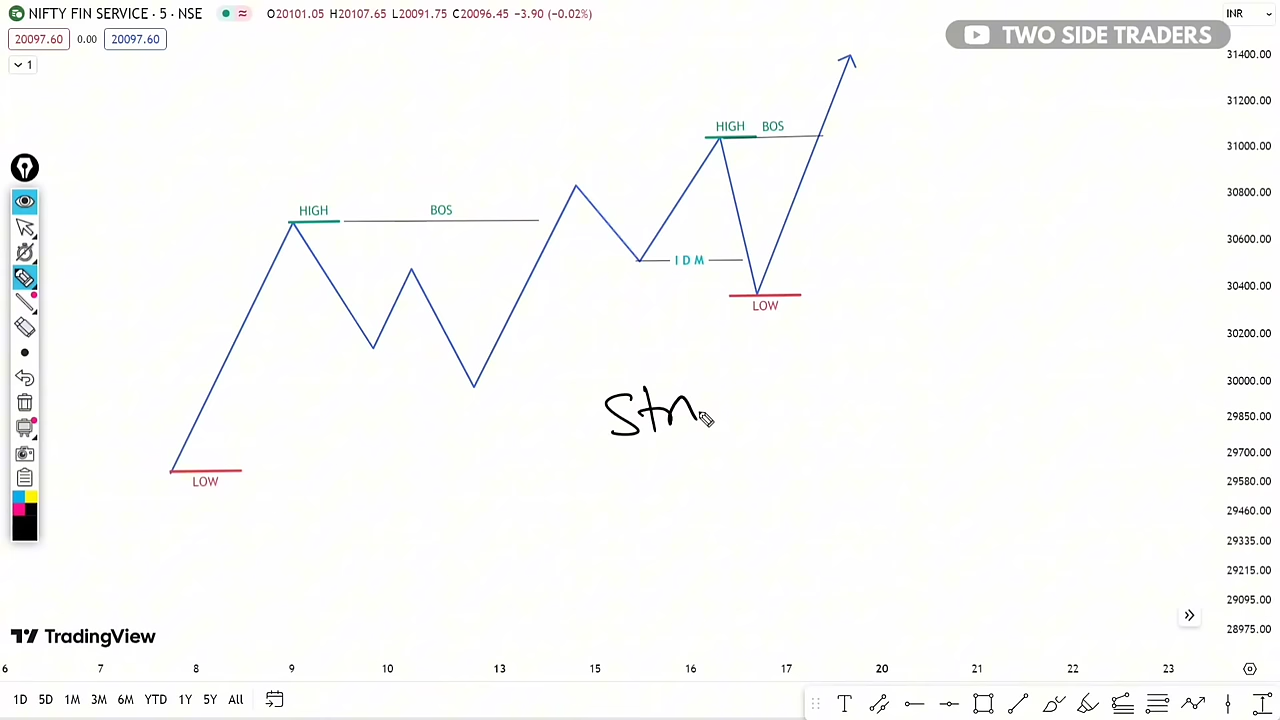 NIFTY FIN SERVICE · 5 · NSE
O20101.05 H20107.65 L20091.75 C20096.45 −3.90 (−0.02%)
INR
20097.60 0.00 20097.60
1
TWO SIDE TRADERS
31400.00
31200.00
31000.00
30800.00
30600.00
30400.00
30200.00
30000.00
29850.00
29700.00
29580.00
29460.00
29335.00
29215.00
29095.00
28975.00
HIGH BOS
HIGH BOS
I D M
LOW
LOW
TradingView
6 7 8 9 10 13 15 16 17 20 21 22 23
1D 5D 1M 3M 6M YTD 1Y 5Y All